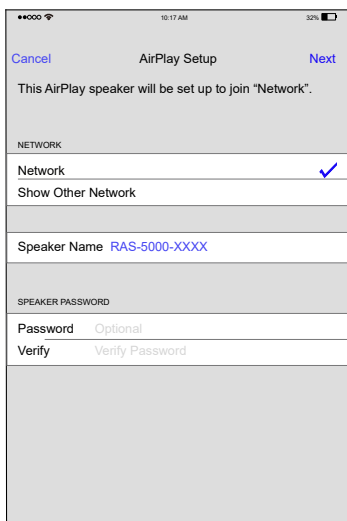 10:17 AM 32%
Cancel AirPlay Setup Next
This AirPlay speaker will be set up to join “Network”.
NETWORK
Network
Show Other Network
Speaker Name RAS-5000-XXXX
SPEAKER PASSWORD
Password Optional
Verify Verify Password